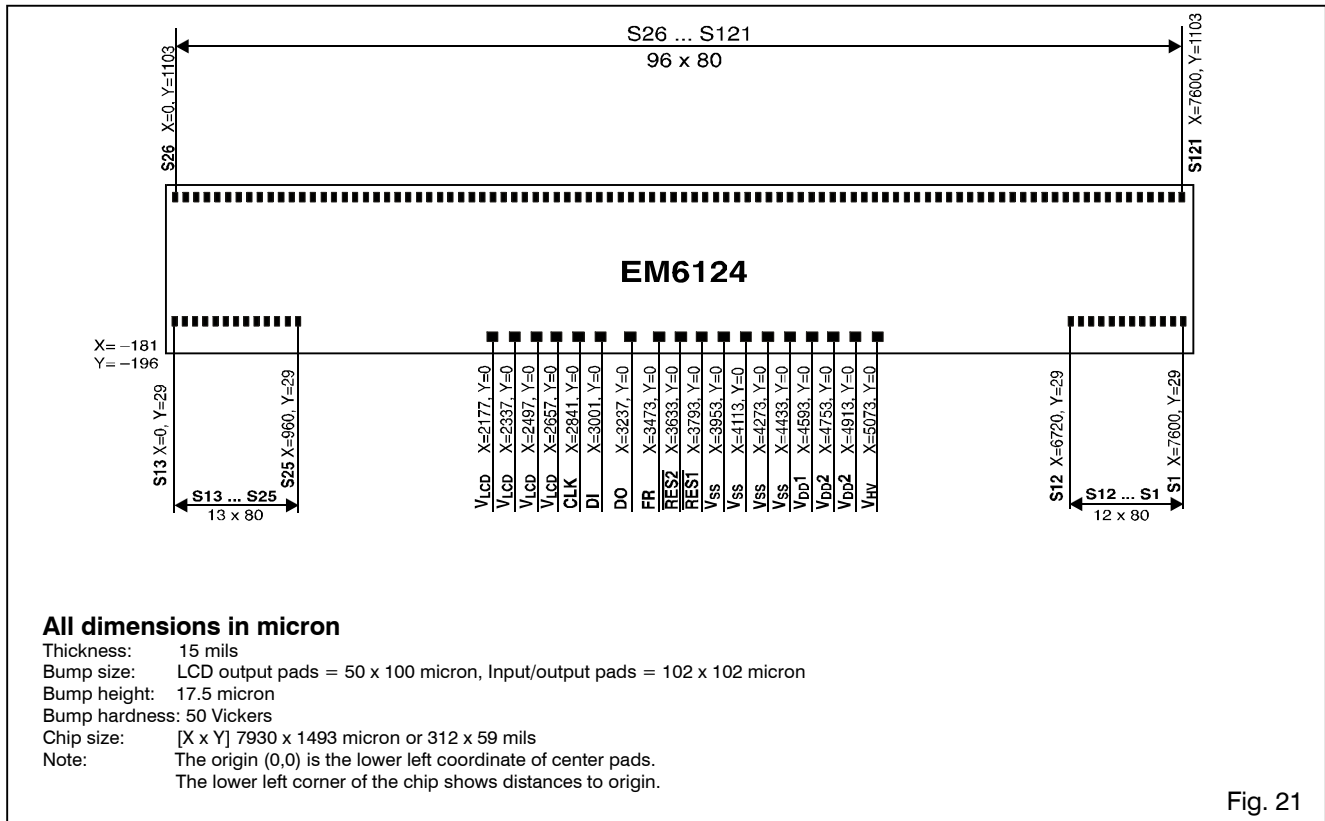 S26 ... S121
96 x 80
S26 X=0, Y=1103
S121 X=7600, Y=1103
EM6124
X= –181
Y= –196
S13 X=0, Y=29
S25 X=960, Y=29
S13 ... S25
13 x 80
VLCD X=2177, Y=0
VLCD X=2337, Y=0
VLCD X=2497, Y=0
VLCD X=2657, Y=0
CLK X=2841, Y=0
DI X=3001, Y=0
DO X=3237, Y=0
FR X=3473, Y=0
RES2 X=3633, Y=0
RES1 X=3793, Y=0
VSS X=3953, Y=0
VSS X=4113, Y=0
VSS X=4273, Y=0
VSS X=4433, Y=0
VDD1 X=4593, Y=0
VDD2 X=4753, Y=0
VDD2 X=4913, Y=0
VHV X=5073, Y=0
S12 X=6720, Y=29
S1 X=7600, Y=29
S12 ... S1
12 x 80
All dimensions in micron
Thickness: 15 mils
Bump size: LCD output pads = 50 x 100 micron, Input/output pads = 102 x 102 micron
Bump height: 17.5 micron
Bump hardness: 50 Vickers
Chip size: [X x Y] 7930 x 1493 micron or 312 x 59 mils
Note: The origin (0,0) is the lower left coordinate of center pads.
The lower left corner of the chip shows distances to origin.
Fig. 21